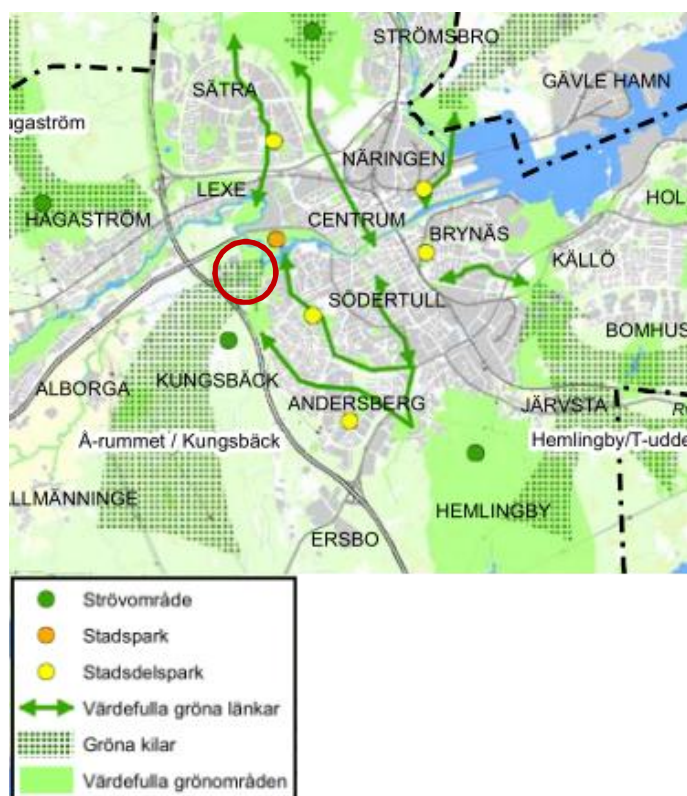 STRÖMSBRO
GÄVLE HAMN
SÄTRA
agaström
NÄRINGEN
LEXE
HAGASTRÖM
CENTRUM
HOL
BRYNÄS
KÄLLÖ
SÖDERTULL
BOMHUS
KUNGSBÄCK
ALBORGA
ANDERSBERG
JÄRVSTA
Å-rummet / Kungsbäck
Hemlingby/T-udde
LLMÄNNINGE
HEMLINGBY
ERSBO
Strövområde
Stadspark
Stadsdelspark
Värdefulla gröna länkar
Gröna kilar
Värdefulla grönområden